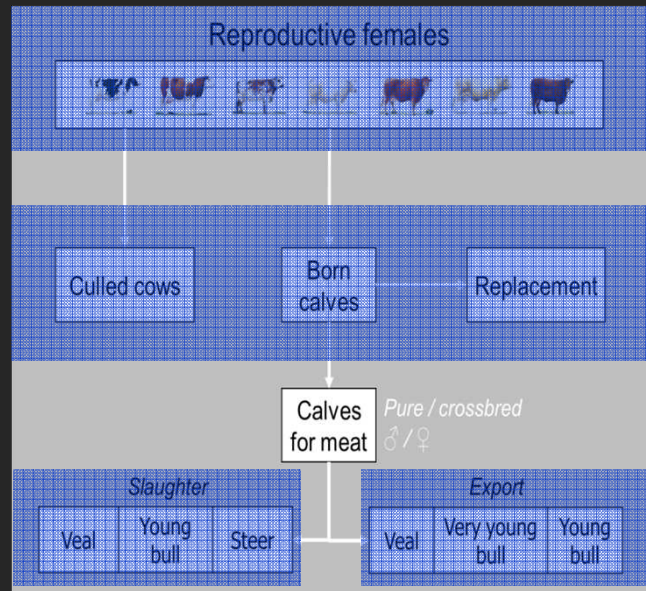 Reproductive females
Culled cows
Born
calves
Replacement
Calves
for meat
Pure / crossbred
♂/♀
Slaughter
Veal
Young
bull
Steer
Export
Veal
Very young
bull
Young
bull